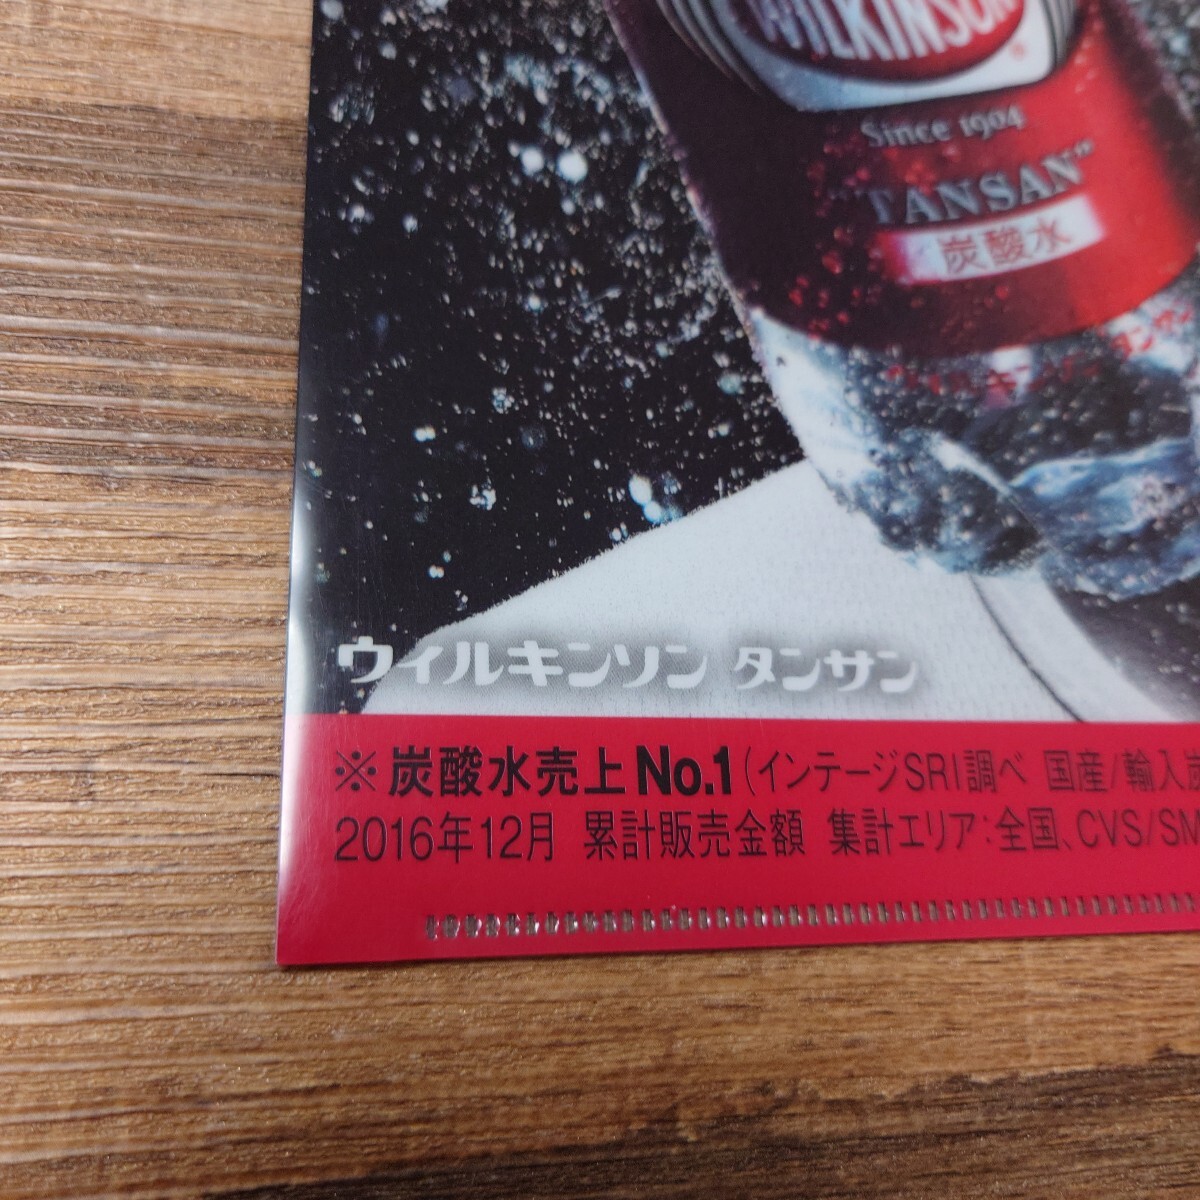 WILKINSON
®
Since 1904
"TANSAN"
炭酸水
ウィルキンソン タンサン
※炭酸水売上No.1(インテージSRI調べ 国産/輸入炭
2016年12月 累計販売金額 集計エリア:全国、CVS/SM